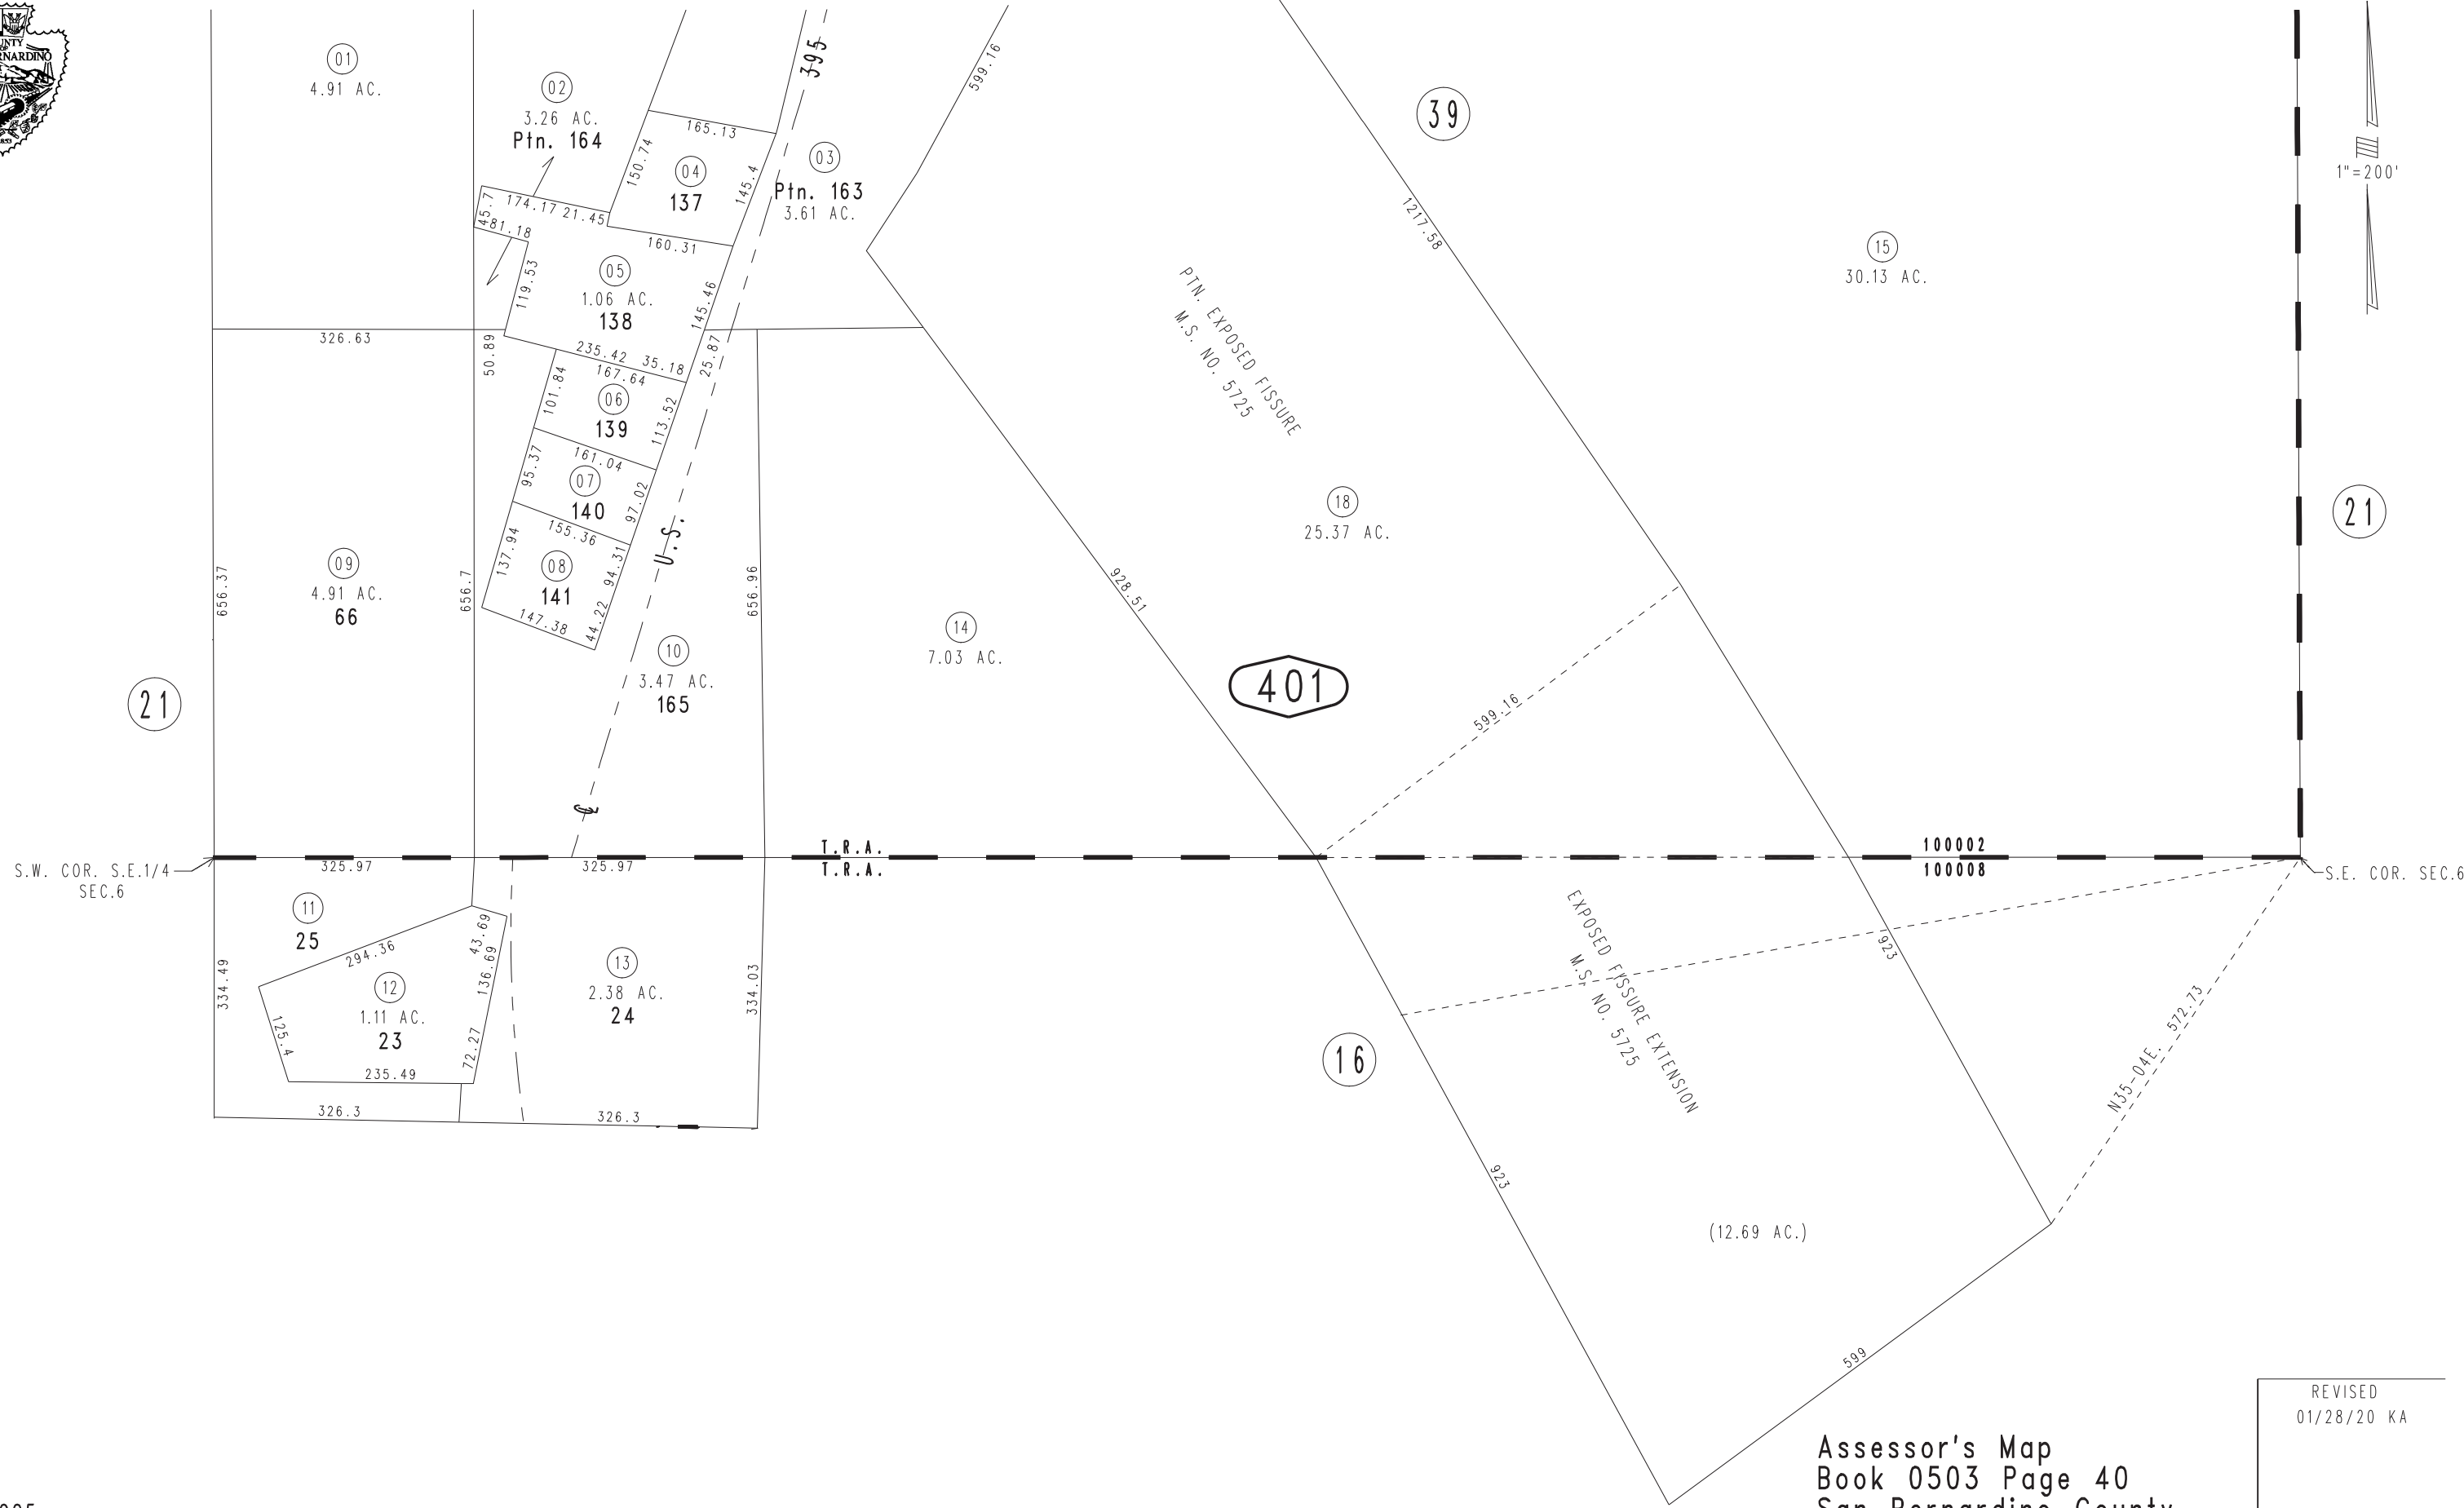 UNTY
OF
RNARDINO
1853
01
4.91 AC.
02
3.26 AC.
Ptn. 164
395
599.16
39
165.13
150.74
04
137
145.4
03
Ptn. 163
3.61 AC.
1"=200'
45.7
174.17
21.45
481.18
160.31
119.53
05
1.06 AC.
138
145.46
1217.58
15
30.13 AC.
PTN. EXPOSED FISSURE
M.S. NO. 5725
326.63
50.89
235.42
35.18
25.87
167.64
101.84
06
139
113.52
161.04
95.37
07
140
97.02
155.36
137.94
08
141
94.31
147.38
44.22
U.S.
18
25.37 AC.
21
09
4.91 AC.
66
656.37
656.7
656.96
928.51
10
3.47 AC.
165
14
7.03 AC.
401
599.16
21
T.R.A.
100002
T.R.A.
100008
S.W. COR. S.E.1/4
SEC.6
325.97
325.97
S.E. COR. SEC.6
11
25
294.36
43.69
136.69
334.49
12
1.11 AC.
23
125.4
72.27
235.49
13
2.38 AC.
24
334.03
326.3
326.3
EXPOSED FISSURE EXTENSION
M.S. NO. 5725
923
16
N35-04E. 572.73
923
(12.69 AC.)
599
REVISED
01/28/20 KA
Assessor's Map
Book 0503 Page 40
San Bernardino County